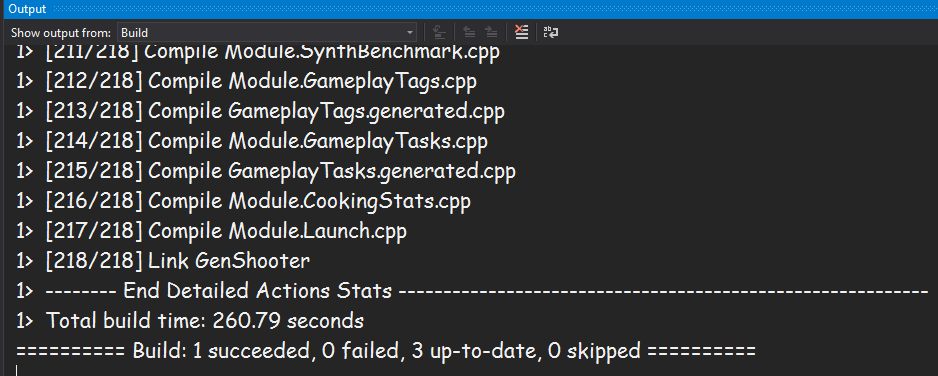 Output
Show output from: Build
1> [211/218] Compile Module.SynthBenchmark.cpp
1> [212/218] Compile Module.GameplayTags.cpp
1> [213/218] Compile GameplayTags.generated.cpp
1> [214/218] Compile Module.GameplayTasks.cpp
1> [215/218] Compile GameplayTasks.generated.cpp
1> [216/218] Compile Module.CookingStats.cpp
1> [217/218] Compile Module.Launch.cpp
1> [218/218] Link GenShooter
1> -------- End Detailed Actions Stats -----------------------------------------------------------
1> Total build time: 260.79 seconds
========== Build: 1 succeeded, 0 failed, 3 up-to-date, 0 skipped ==========